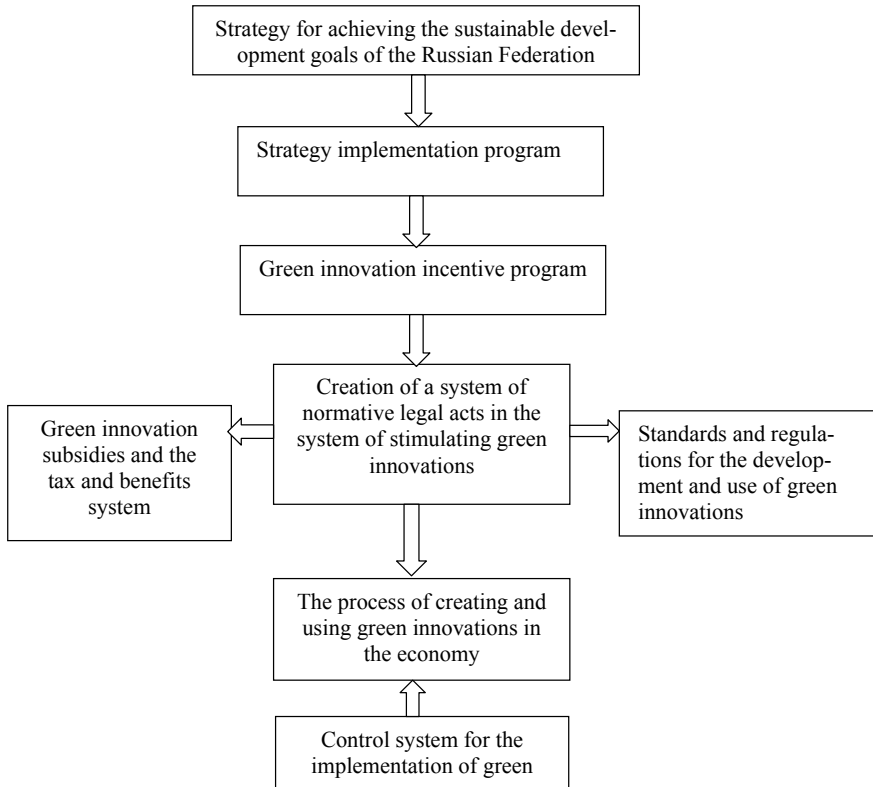 Strategy for achieving the sustainable devel-
opment goals of the Russian Federation
Strategy implementation program
Green innovation incentive program
Creation of a system of
normative legal acts in the
system of stimulating green
innovations
Green innovation
subsidies and the
tax and benefits
system
Standards and regula-
tions for the develop-
ment and use of green
innovations
The process of creating and
using green innovations in
the economy
Control system for the
implementation of green